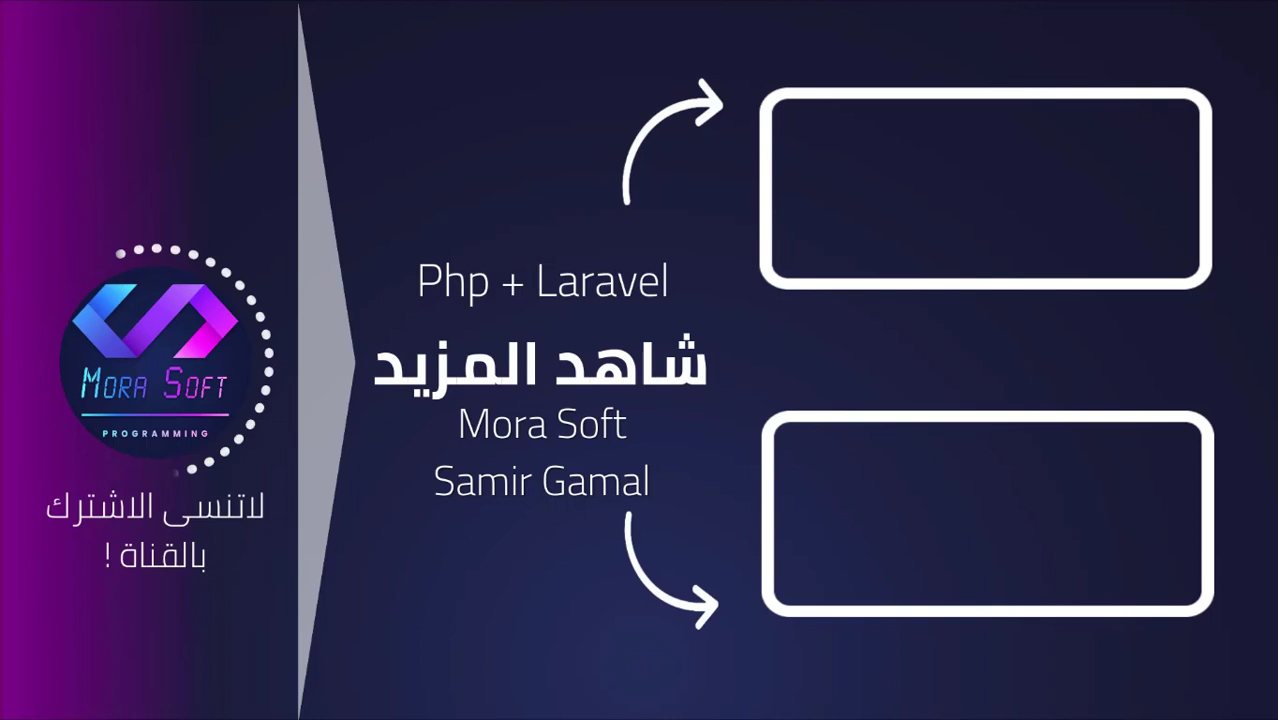 Php + Laravel
شاهد المزيد
Mora Soft
Samir Gamal
MORA SOFT
PROGRAMMING
لاتنسى الاشترك
بالقناة !